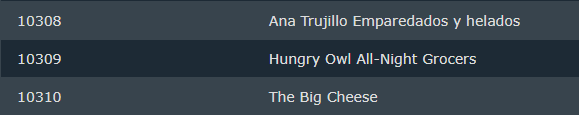 10308 Ana Trujillo Emparedados y helados
10309 Hungry Owl All-Night Grocers
10310 The Big Cheese